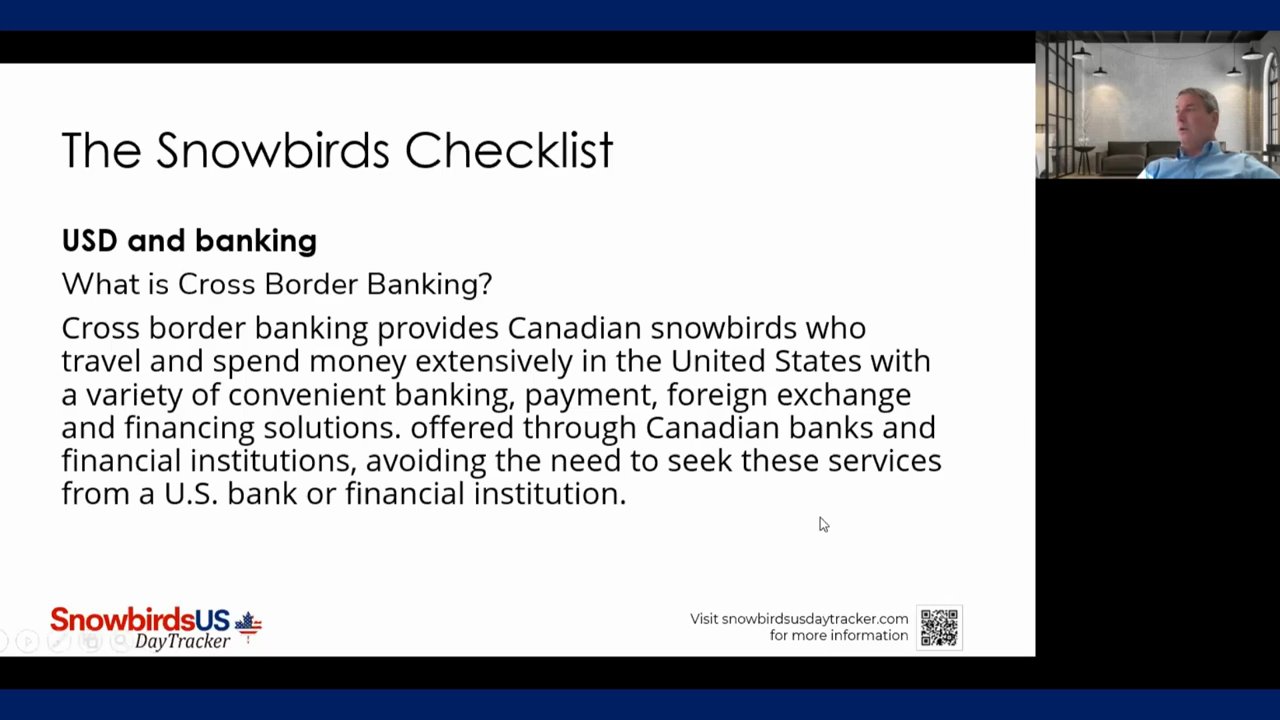 The Snowbirds Checklist
USD and banking
What is Cross Border Banking?
Cross border banking provides Canadian snowbirds who
travel and spend money extensively in the United States with
a variety of convenient banking, payment, foreign exchange
and financing solutions. offered through Canadian banks and
financial institutions, avoiding the need to seek these services
from a U.S. bank or financial institution.
SnowbirdsUS
DayTracker
Visit snowbirdsusdaytracker.com
for more information